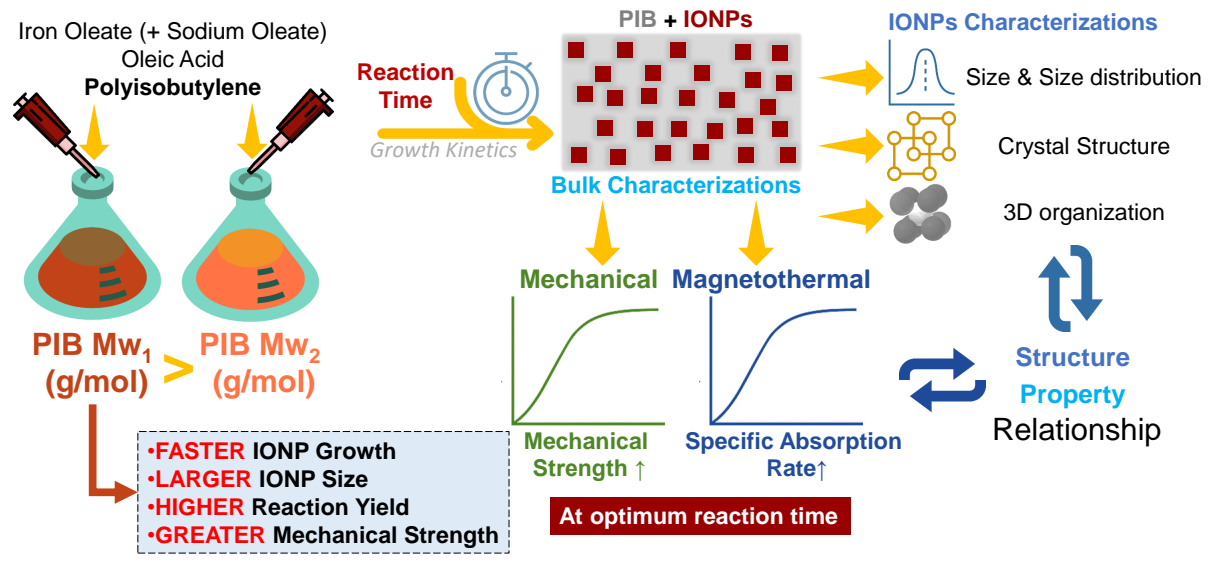 Iron Oleate (+ Sodium Oleate)
Oleic Acid
Polyisobutylene
PIB Mw₁
(g/mol)
>
PIB Mw₂
(g/mol)
•FASTER IONP Growth
•LARGER IONP Size
•HIGHER Reaction Yield
•GREATER Mechanical Strength
Reaction
Time
Growth Kinetics
PIB + IONPs
Bulk Characterizations
Mechanical
Mechanical
Strength ↑
Magnetothermal
Specific Absorption
Rate↑
At optimum reaction time
IONPs Characterizations
Size & Size distribution
Crystal Structure
3D organization
Structure
Property
Relationship